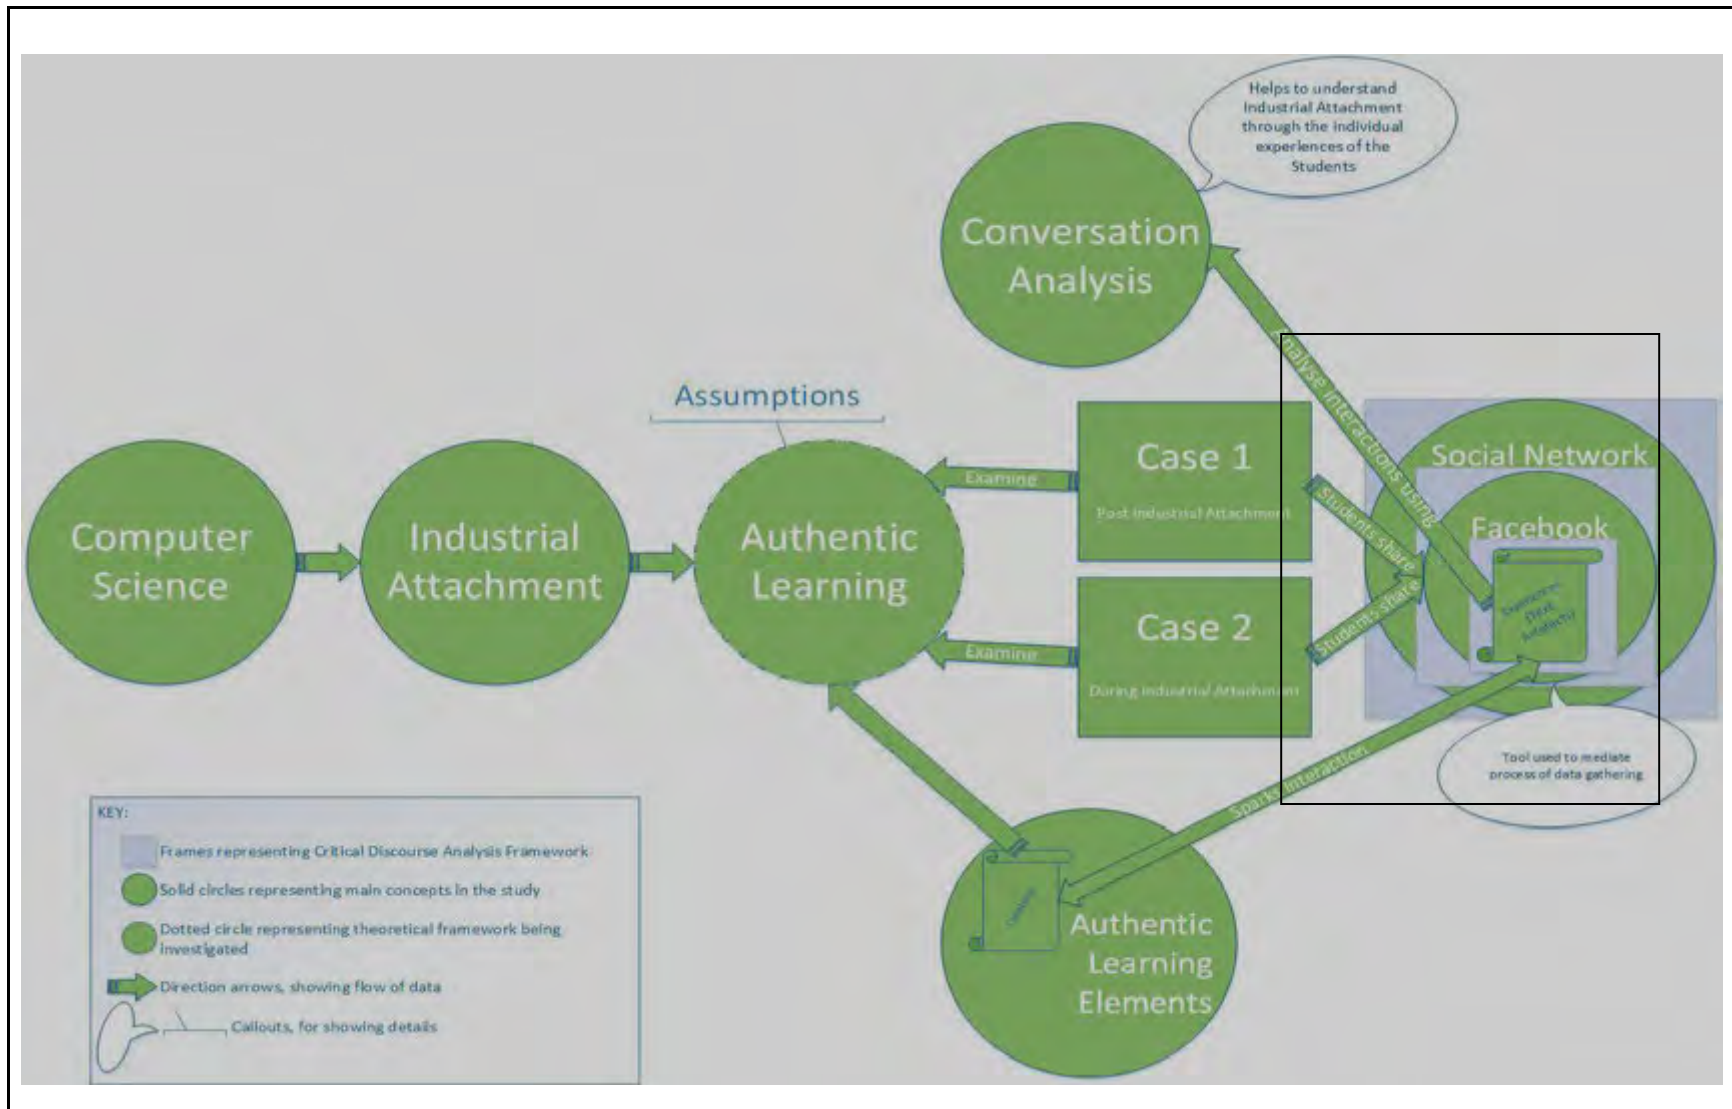 Helps to understand
Industrial Attachment
through the individual
experiences of the
Students
Conversation
Analysis
Analyse interactions using
Assumptions
Computer
Science
Industrial
Attachment
Authentic
Learning
Examine
Case 1
Post Industrial Attachment
Students share
Social Network
Facebook
Examine
Case 2
During Industrial Attachment
Students share
Sparks interaction
Tool used to mediate
process of data gathering
Authentic
Learning
Elements
KEY:
Frames representing Critical Discourse Analysis Framework
Solid circles representing main concepts in the study
Dotted circle representing theoretical framework being
investigated
Direction arrows, showing flow of data
Callouts, for showing details